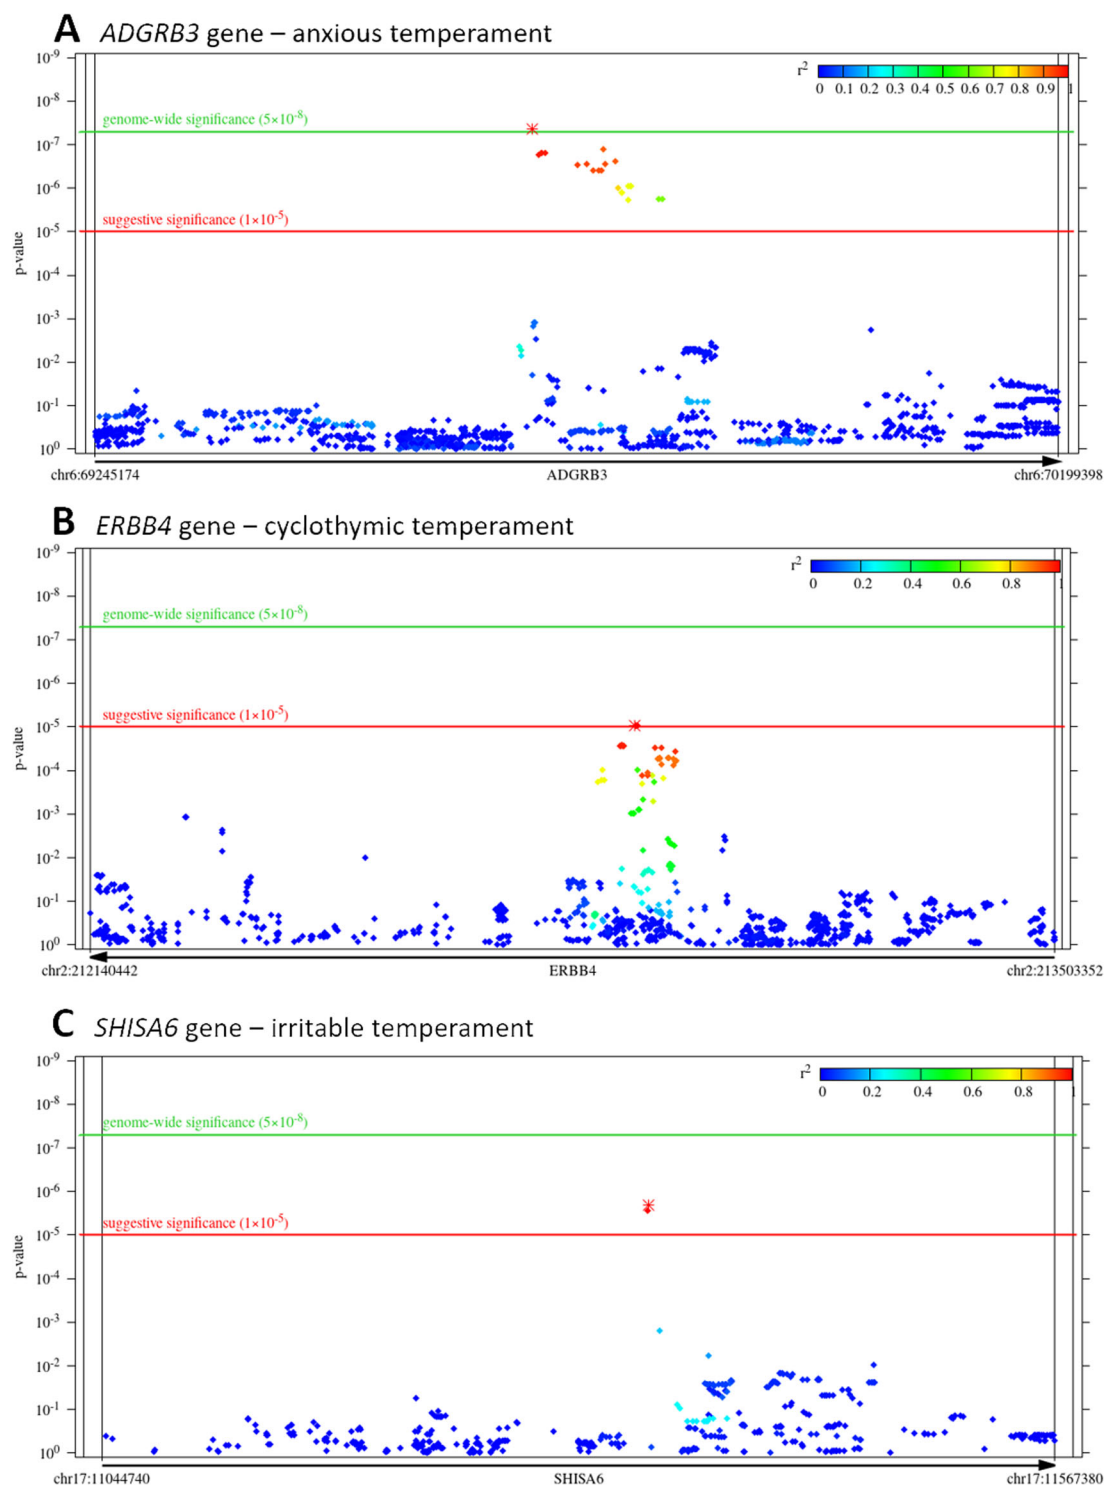 A ADGRB3 gene – anxious temperament
10-9
r2
0 0.1 0.2 0.3 0.4 0.5 0.6 0.7 0.8 0.9 1
10-8
genome-wide significance (5×10-8)
10-7
10-6
suggestive significance (1×10-5)
10-5
p-value
10-4
10-3
10-2
10-1
100
chr6:69245174 ADGRB3 chr6:70199398
B ERBB4 gene – cyclothymic temperament
10-9
r2
0 0.2 0.4 0.6 0.8 1
10-8
genome-wide significance (5×10-8)
10-7
10-6
suggestive significance (1×10-5)
10-5
p-value
10-4
10-3
10-2
10-1
100
chr2:212140442 ERBB4 chr2:213503352
C SHISA6 gene – irritable temperament
10-9
r2
0 0.2 0.4 0.6 0.8 1
10-8
genome-wide significance (5×10-8)
10-7
10-6
suggestive significance (1×10-5)
10-5
p-value
10-4
10-3
10-2
10-1
100
chr17:11044740 SHISA6 chr17:11567380